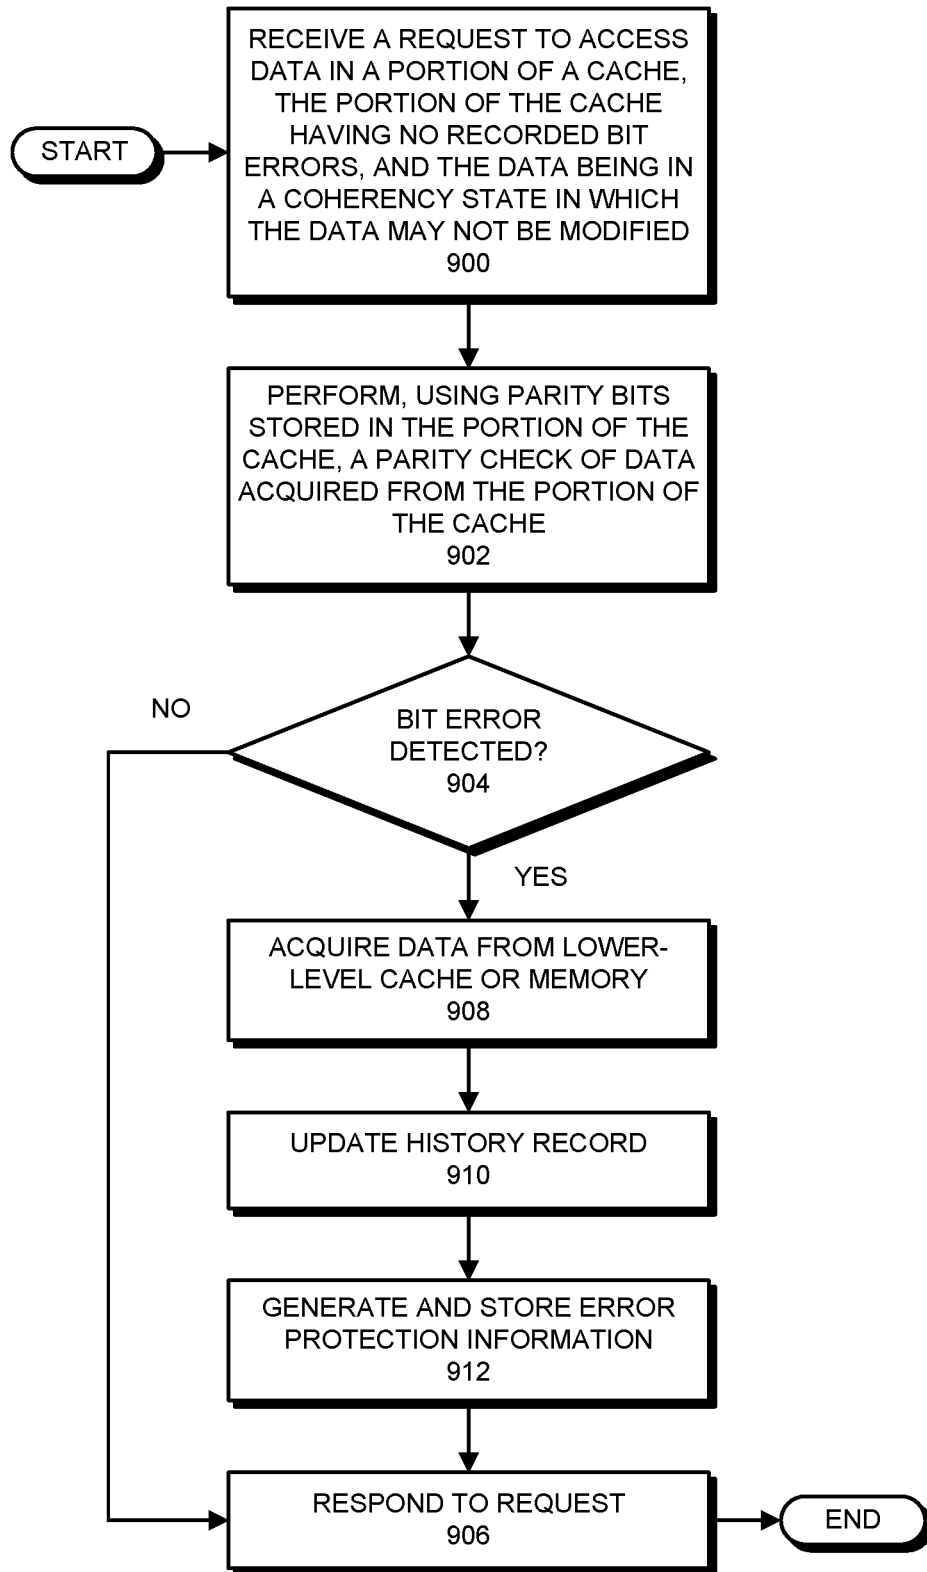 START
RECEIVE A REQUEST TO ACCESS
DATA IN A PORTION OF A CACHE,
THE PORTION OF THE CACHE
HAVING NO RECORDED BIT
ERRORS, AND THE DATA BEING IN
A COHERENCY STATE IN WHICH
THE DATA MAY NOT BE MODIFIED
900
PERFORM, USING PARITY BITS
STORED IN THE PORTION OF THE
CACHE, A PARITY CHECK OF DATA
ACQUIRED FROM THE PORTION OF
THE CACHE
902
NO
BIT ERROR
DETECTED?
904
YES
ACQUIRE DATA FROM LOWER-
LEVEL CACHE OR MEMORY
908
UPDATE HISTORY RECORD
910
GENERATE AND STORE ERROR
PROTECTION INFORMATION
912
RESPOND TO REQUEST
906
END